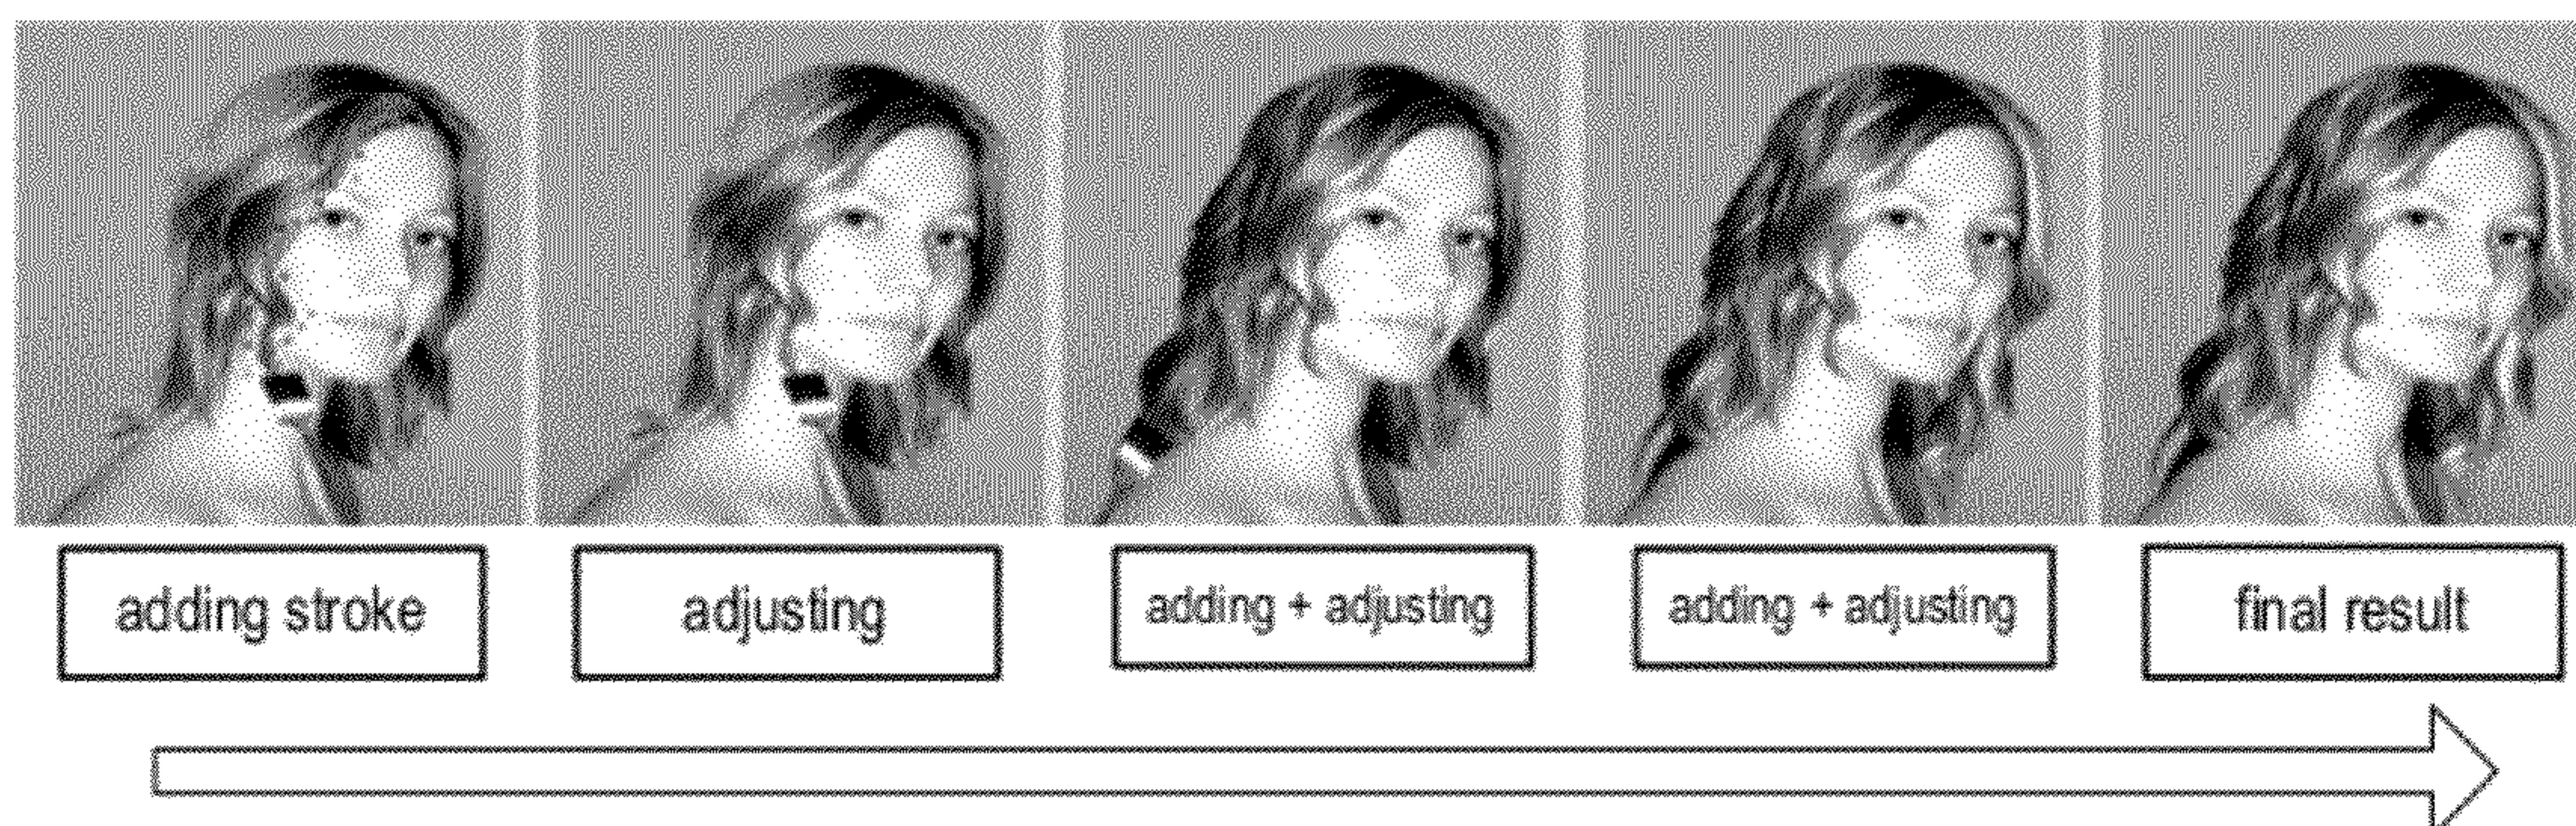 adding stroke
adjusting
adding + adjusting
adding + adjusting
final result